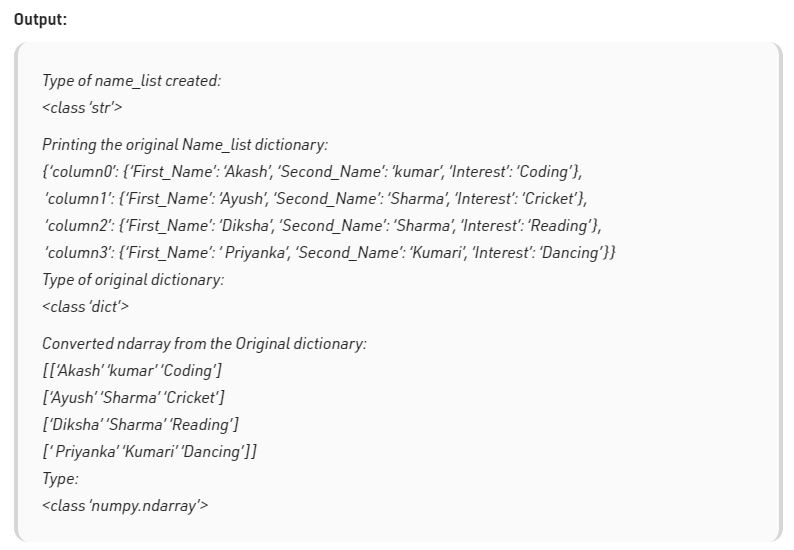 Output:
Type of name_list created:
<class ‘str’>
Printing the original Name_list dictionary:
{‘column0’: {‘First_Name’: ‘Akash’, ‘Second_Name’: ‘kumar’, ‘Interest’: ‘Coding’},
‘column1’: {‘First_Name’: ‘Ayush’, ‘Second_Name’: ‘Sharma’, ‘Interest’: ‘Cricket’},
‘column2’: {‘First_Name’: ‘Diksha’, ‘Second_Name’: ‘Sharma’, ‘Interest’: ‘Reading’},
‘column3’: {‘First_Name’: ‘ Priyanka’, ‘Second_Name’: ‘Kumari’, ‘Interest’: ‘Dancing’}}
Type of original dictionary:
<class ‘dict’>
Converted ndarray from the Original dictionary:
[[‘Akash’ ‘kumar’ ‘Coding’]
[‘Ayush’ ‘Sharma’ ‘Cricket’]
[‘Diksha’ ‘Sharma’ ‘Reading’]
[‘ Priyanka’ ‘Kumari’ ‘Dancing’]]
Type:
<class ‘numpy.ndarray’>